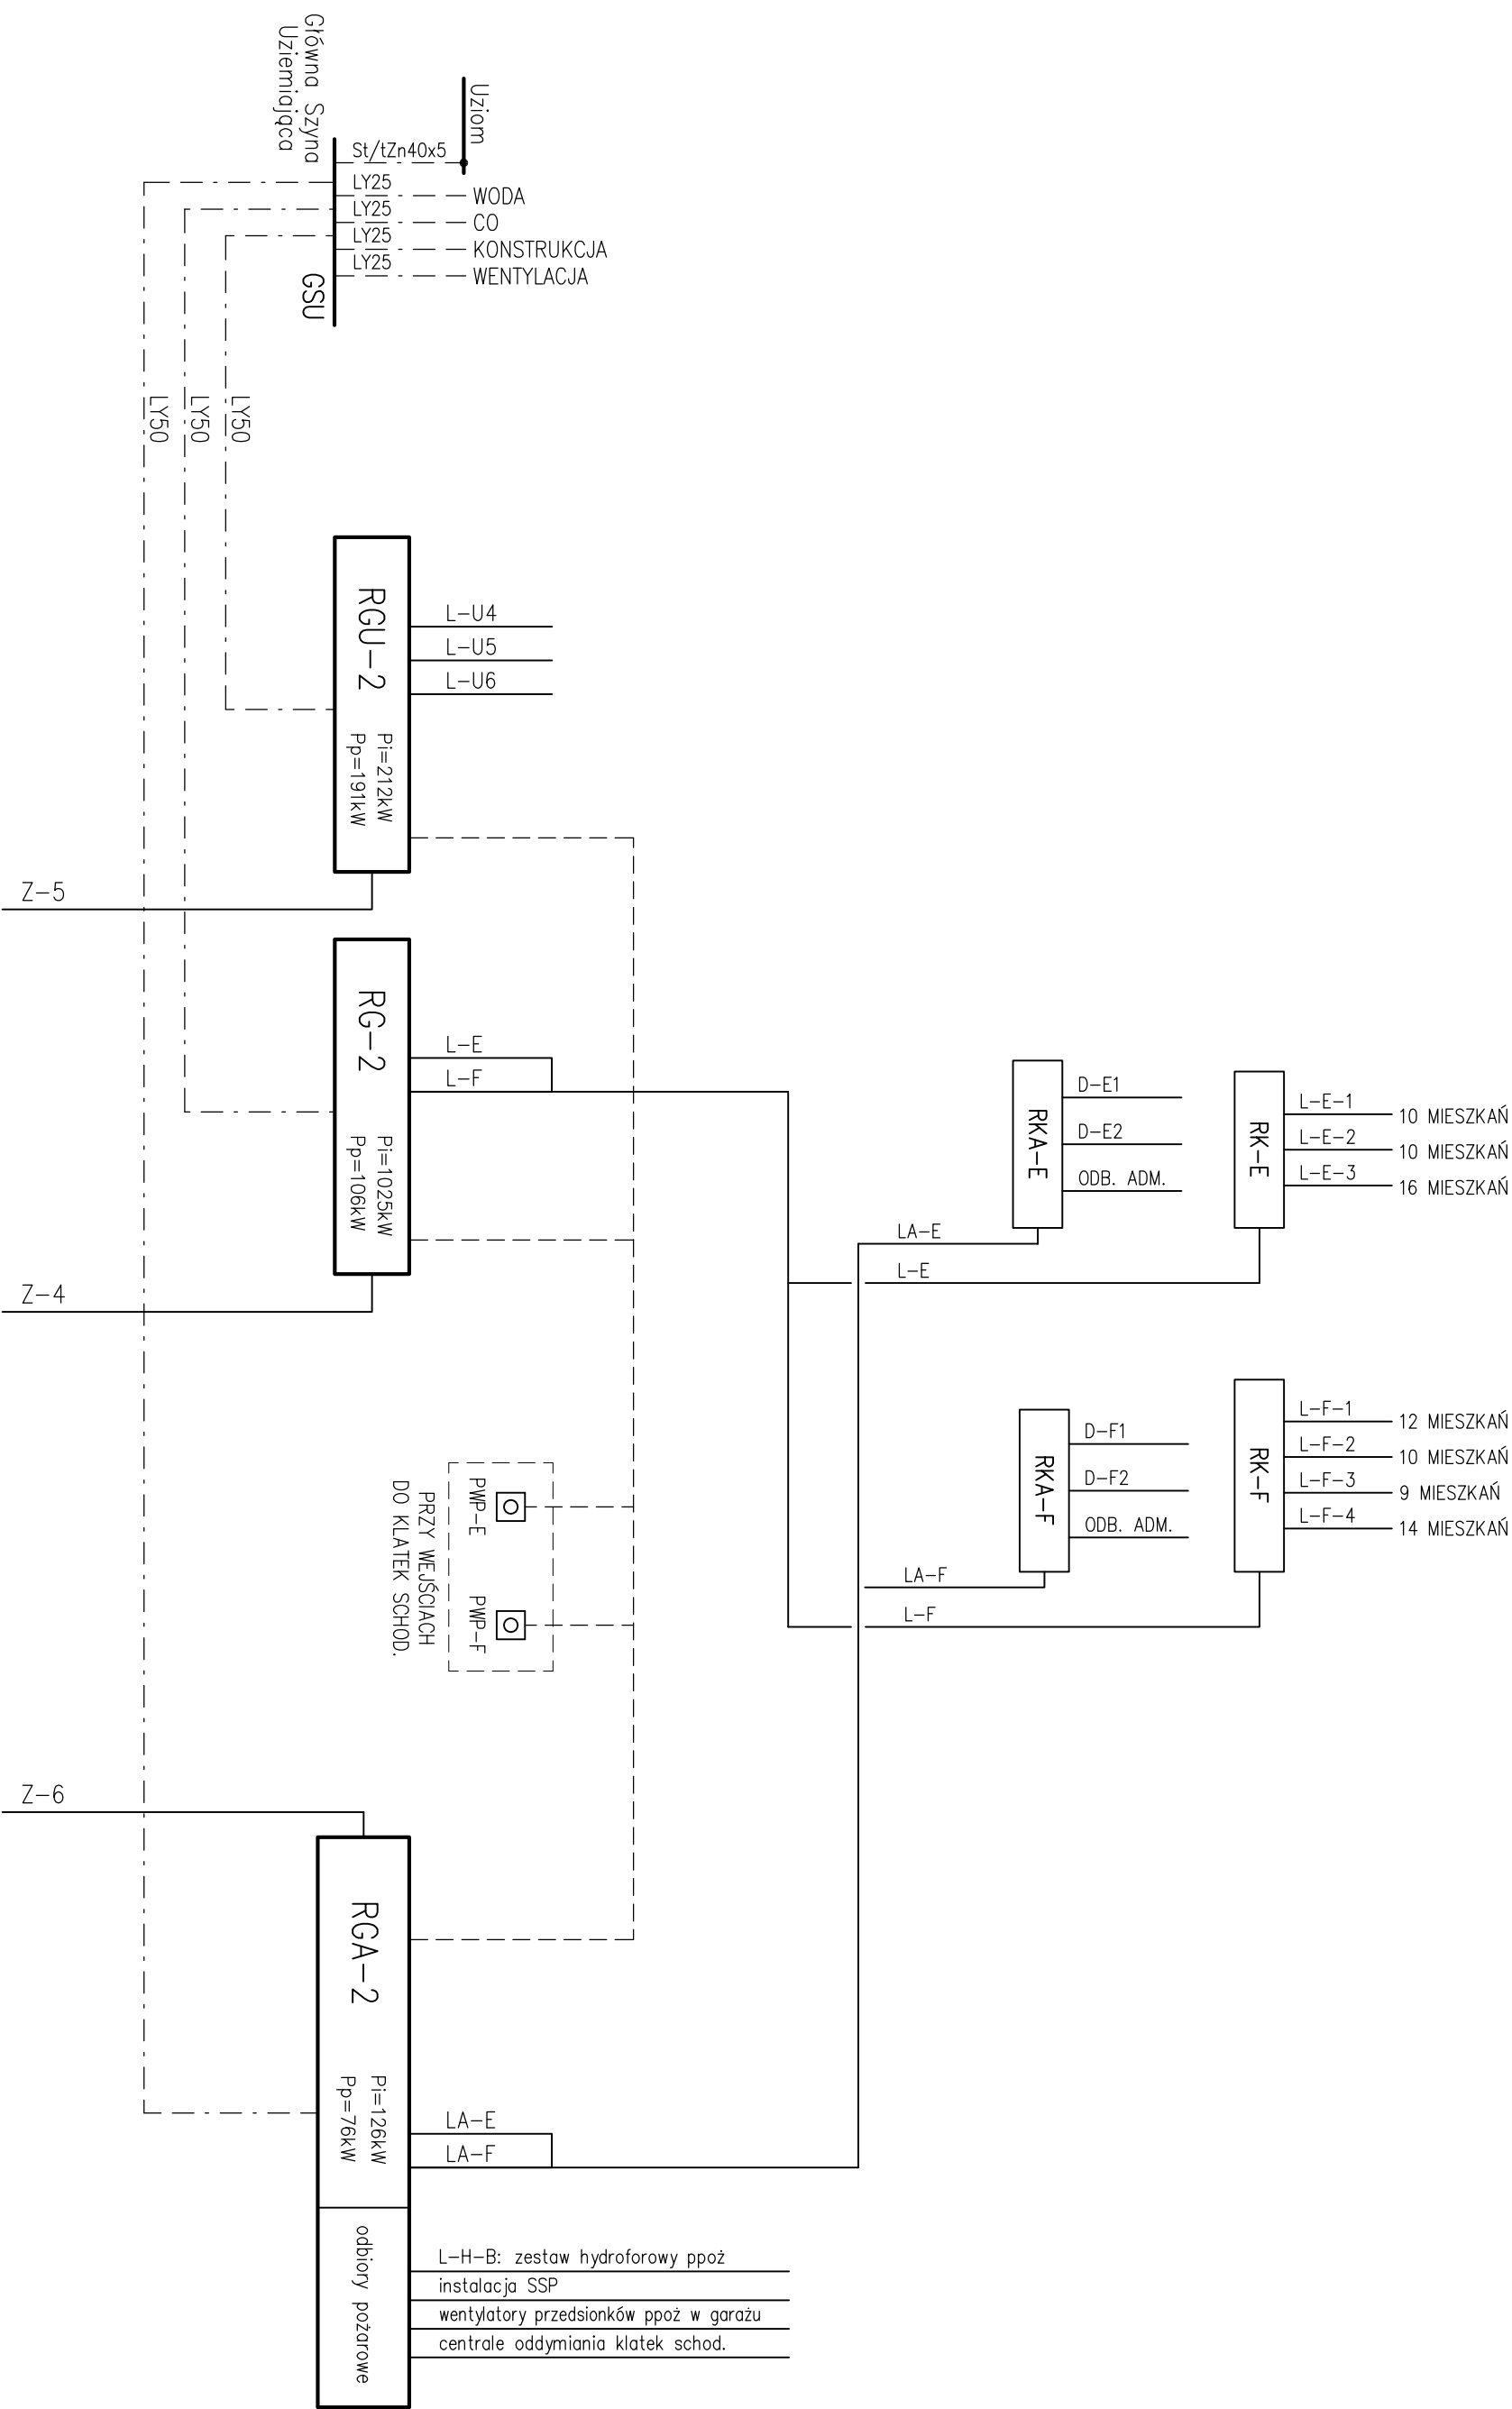 Główna Szyna
Uziemiająca
Uziom
St/tZn40x5
LY25
WODA
LY25
CO
LY25
KONSTRUKCJA
LY25
WENTYLACJA
GSU
LY50
LY50
LY50
RGU-2
Pi=212kW
Pp=191kW
L-U4
L-U5
L-U6
Z-5
RG-2
Pi=1025kW
Pp=106kW
L-E
L-F
Z-4
RKA-E
D-E1
D-E2
ODB. ADM.
LA-E
L-E
RK-E
L-E-1
10 MIESZKAŃ
L-E-2
10 MIESZKAŃ
L-E-3
16 MIESZKAŃ
RKA-F
D-F1
D-F2
ODB. ADM.
LA-F
L-F
RK-F
L-F-1
12 MIESZKAŃ
L-F-2
10 MIESZKAŃ
L-F-3
9 MIESZKAŃ
L-F-4
14 MIESZKAŃ
PWP-E
PWP-F
PRZY WEJŚCIACH
DO KLATEK SCHOD.
Z-6
RGA-2
Pi=126kW
Pp=76kW
LA-E
LA-F
odbiory pożarowe
L-H-B: zestaw hydroforowy ppoż
instalacja SSP
wentylatory przedsionków ppoż w garażu
centrale oddymiania klatek schod.